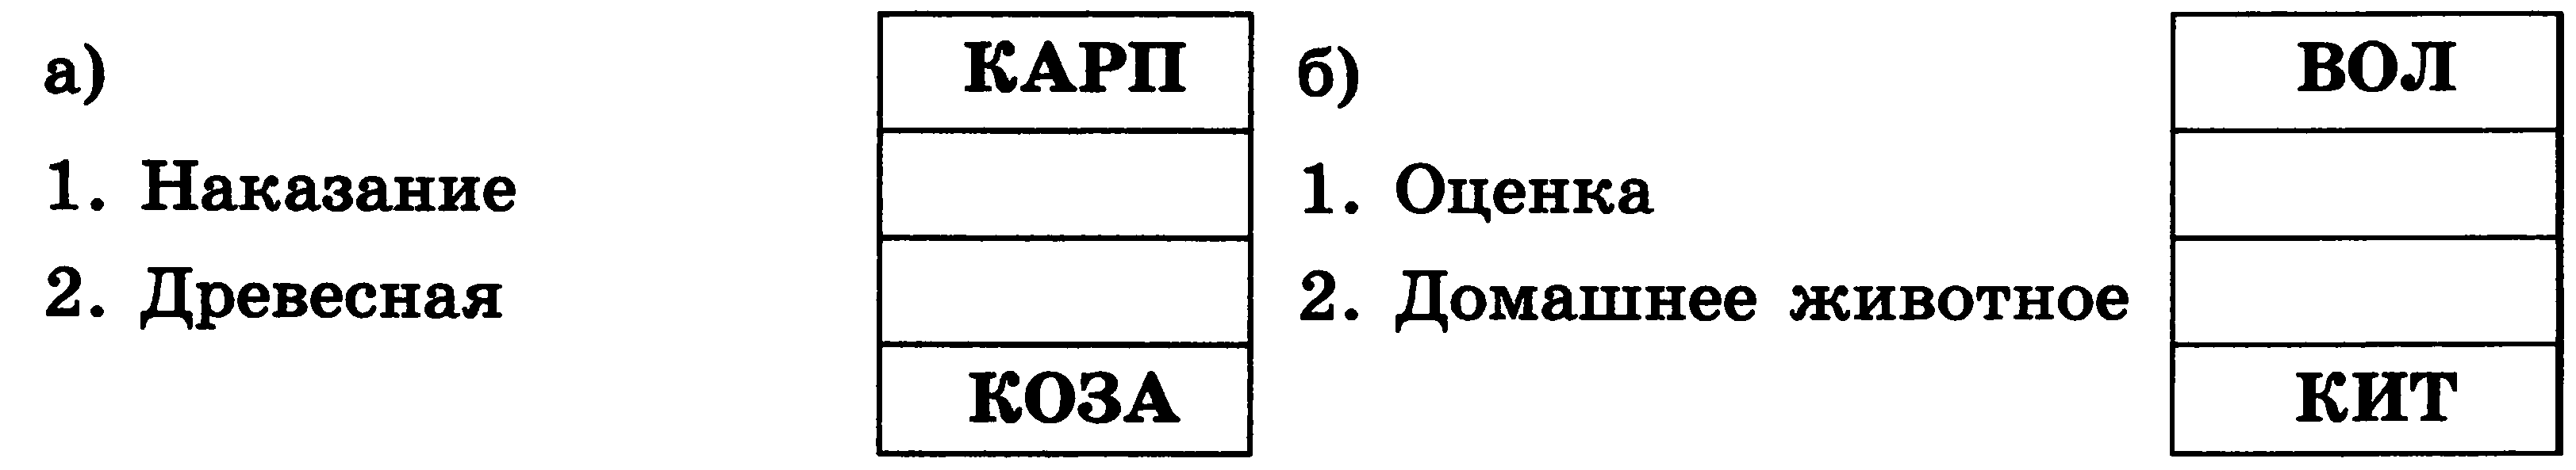 а)
1. Наказание
2. Древесная
КАРП
КОЗА
б)
1. Оценка
2. Домашнее животное
ВОЛ
КИТ